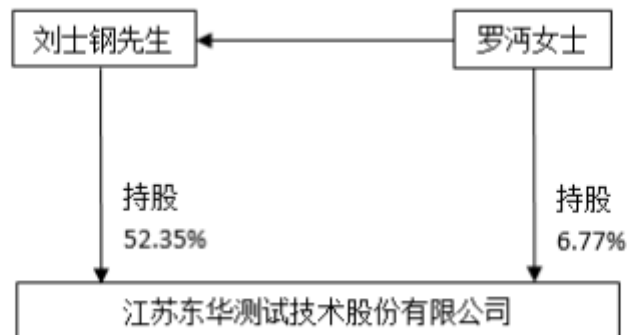 刘士钢先生
罗沔女士
持股
52.35%
持股
6.77%
江苏东华测试技术股份有限公司